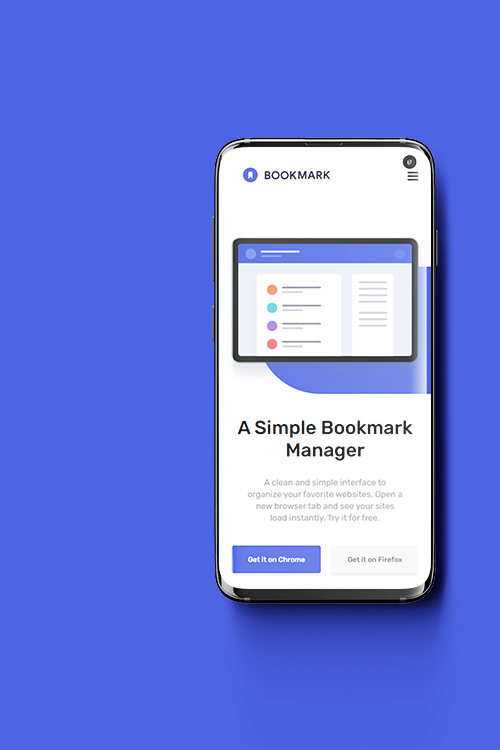 BOOKMARK
A Simple Bookmark
Manager
A clean and simple interface to
organize your favorite websites. Open a
new browser tab and see your sites
load instantly. Try it for free.
Get it on Chrome
Get it on Firefox